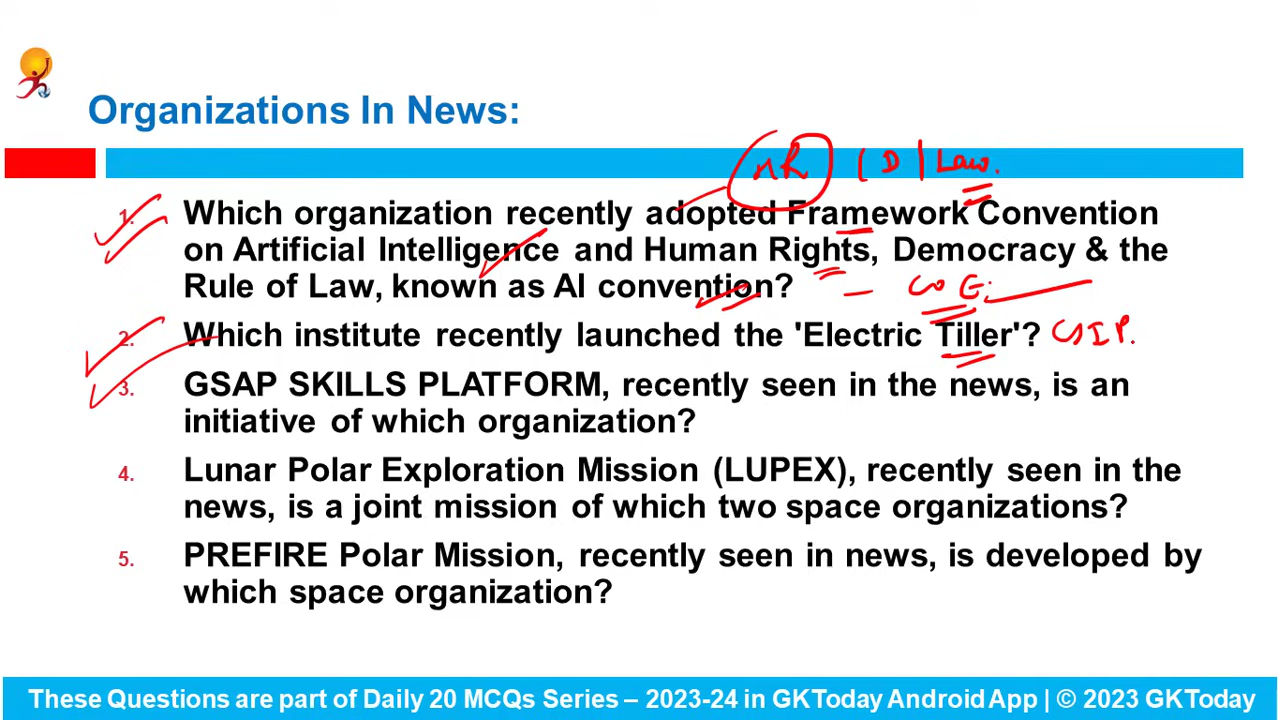 Organizations In News:
HR | D | Law.
1. Which organization recently adopted Framework Convention
on Artificial Intelligence and Human Rights, Democracy & the
Rule of Law, known as AI convention? – CoE.
2. Which institute recently launched the 'Electric Tiller'?
3. GSAP SKILLS PLATFORM, recently seen in the news, is an
initiative of which organization?
4. Lunar Polar Exploration Mission (LUPEX), recently seen in the
news, is a joint mission of which two space organizations?
5. PREFIRE Polar Mission, recently seen in news, is developed by
which space organization?
These Questions are part of Daily 20 MCQs Series – 2023-24 in GKToday Android App | © 2023 GKToday